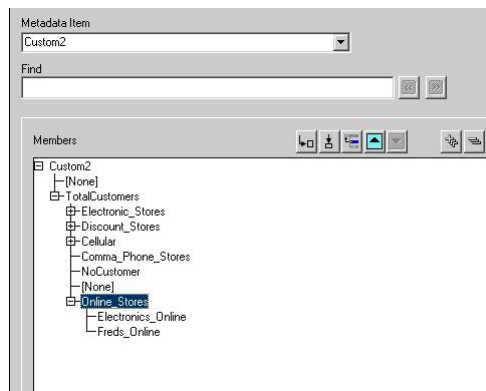 Metadata Item
Custom2
Find
Members
Custom2
[None]
TotalCustomers
Electronic_Stores
Discount_Stores
Cellular
Comma_Phone_Stores
NoCustomer
[None]
Online_Stores
Electronics_Online
Freds_Online